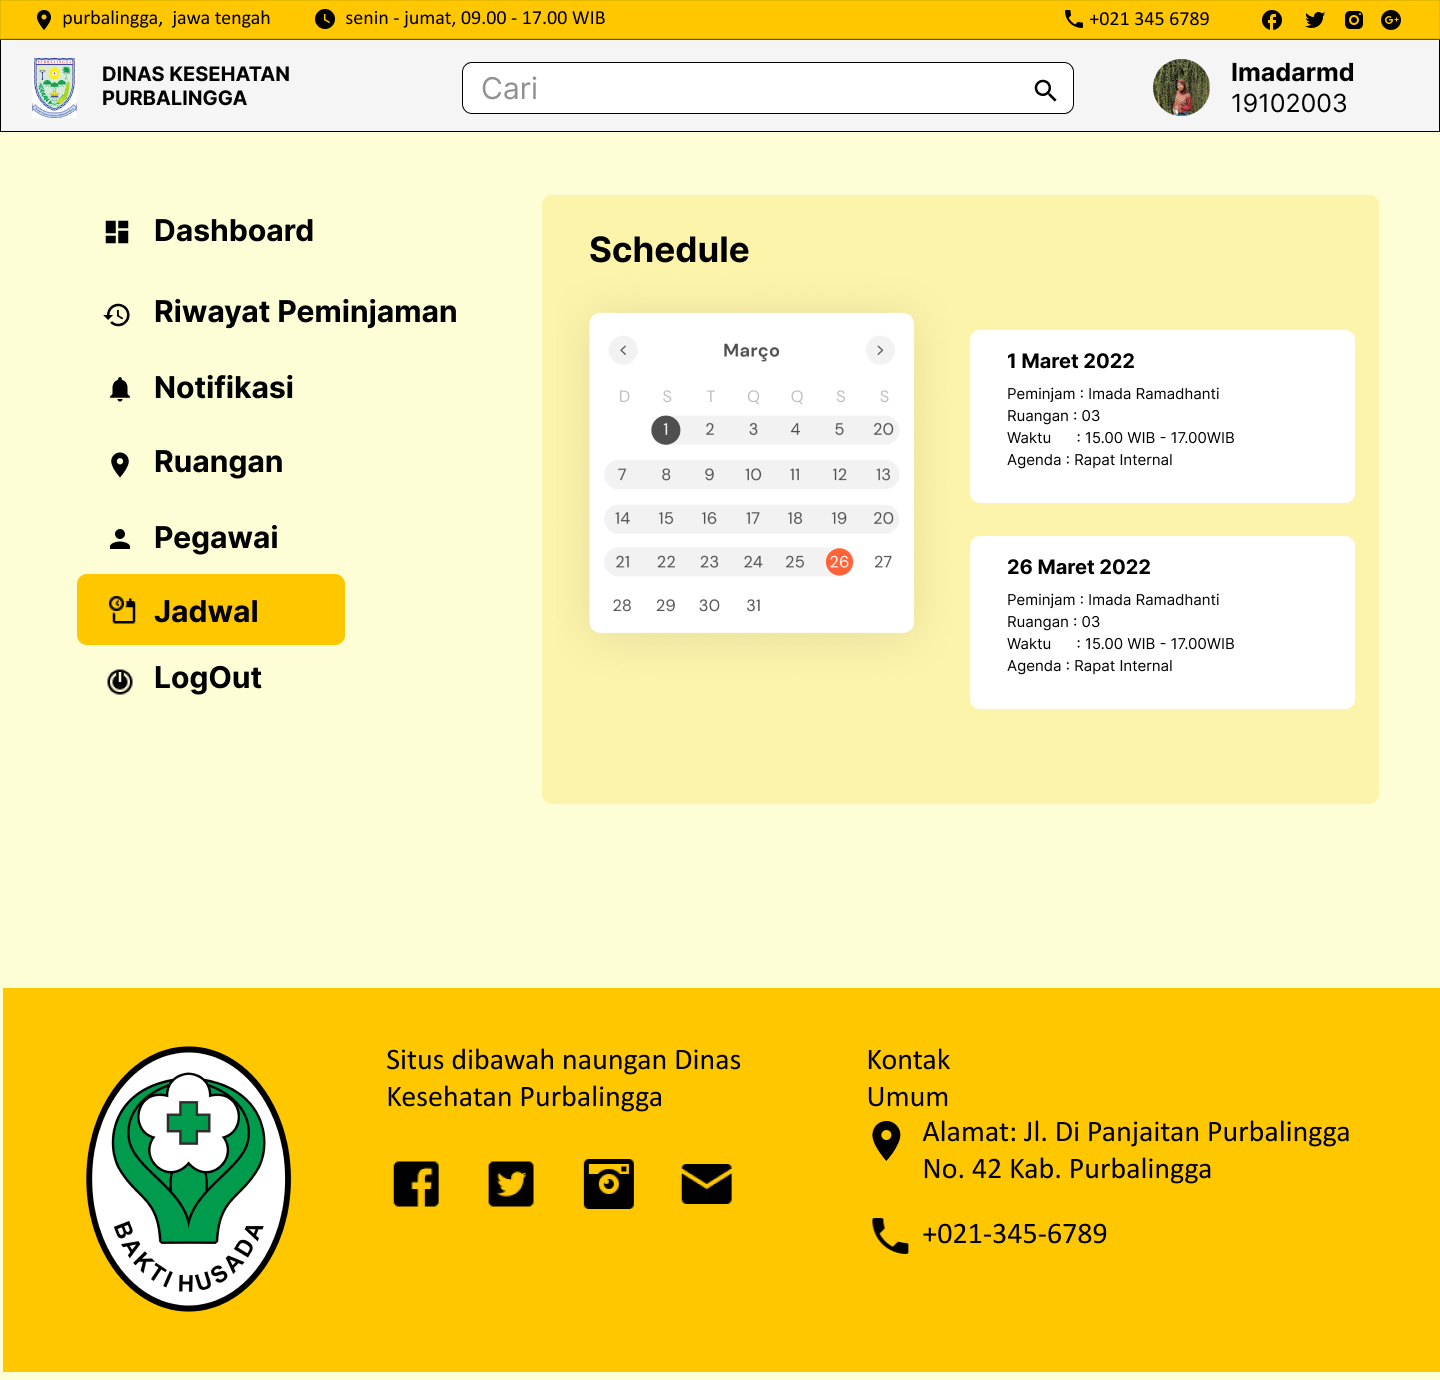 purbalingga,  jawa tengah
senin - jumat, 09.00 - 17.00 WIB
+021 345 6789
DINAS KESEHATAN
PURBALINGGA
Cari
Imadarmd
19102003
Dashboard
Riwayat Peminjaman
Notifikasi
Ruangan
Pegawai
Jadwal
LogOut
Schedule
Março
D S T Q Q S S
1 2 3 4 5 20
7 8 9 10 11 12 13
14 15 16 17 18 19 20
21 22 23 24 25 26 27
28 29 30 31
1 Maret 2022
Peminjam : Imada Ramadhanti
Ruangan : 03
Waktu : 15.00 WIB - 17.00WIB
Agenda : Rapat Internal
26 Maret 2022
Peminjam : Imada Ramadhanti
Ruangan : 03
Waktu : 15.00 WIB - 17.00WIB
Agenda : Rapat Internal
BAKTI HUSADA
Situs dibawah naungan Dinas
Kesehatan Purbalingga
Kontak
Umum
Alamat: Jl. Di Panjaitan Purbalingga
No. 42 Kab. Purbalingga
+021-345-6789